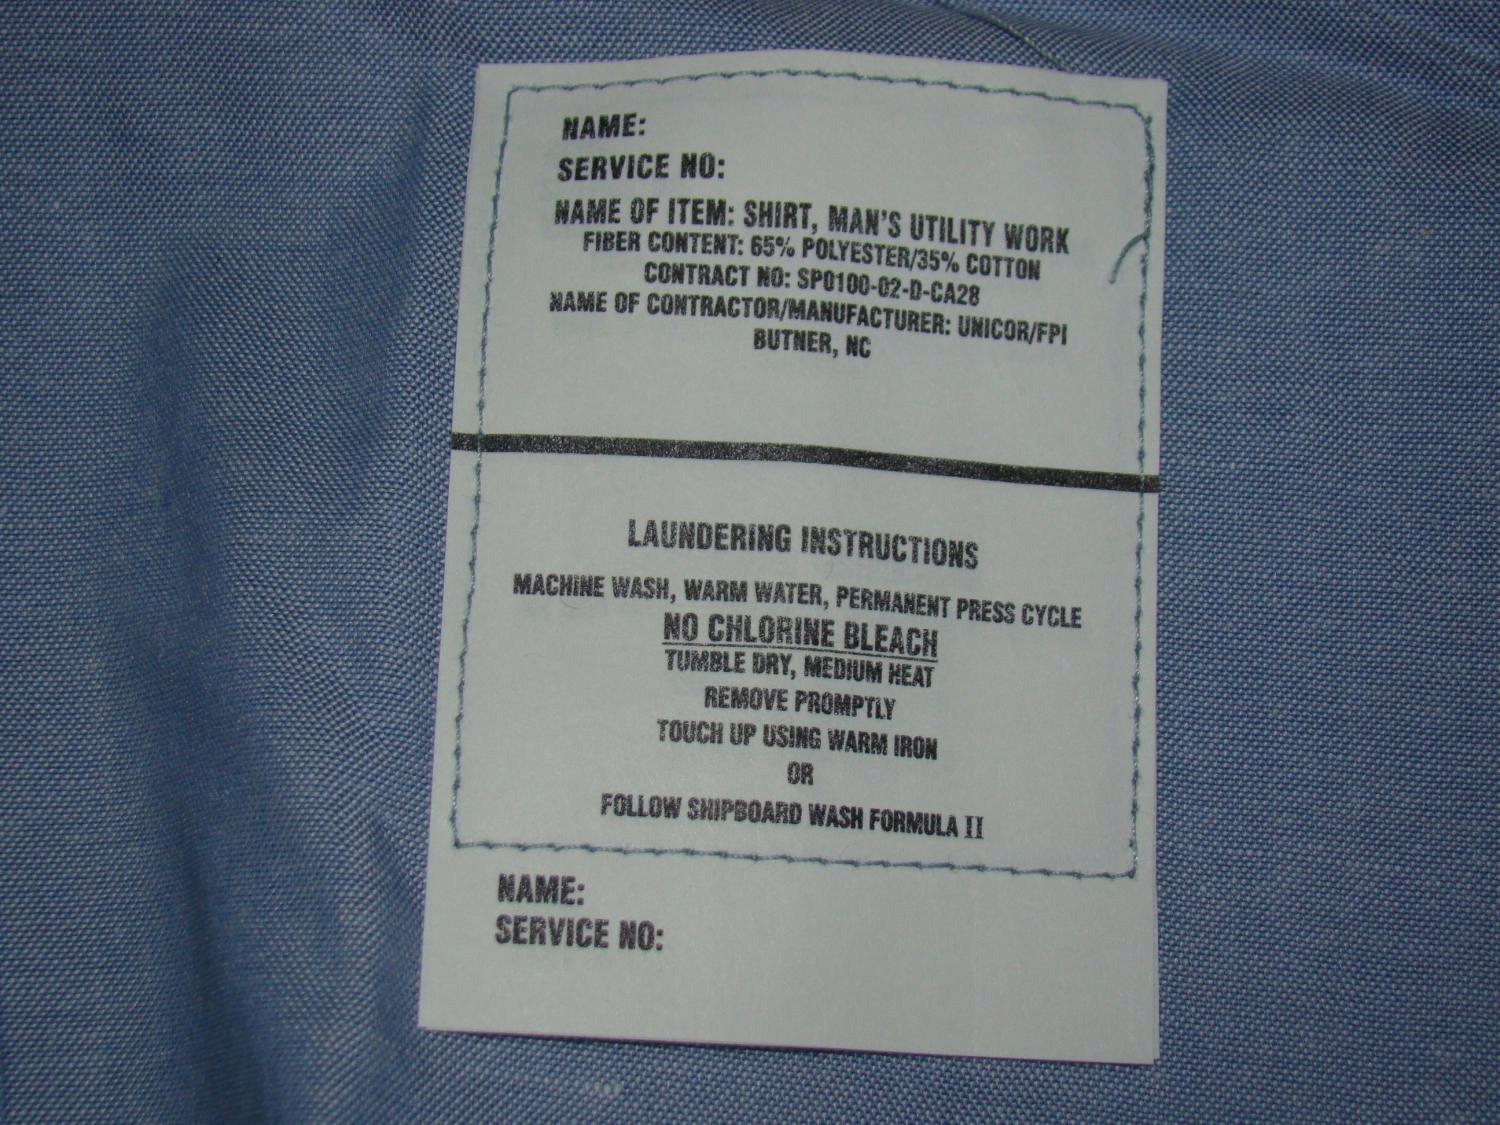 NAME:
SERVICE NO:
NAME OF ITEM: SHIRT, MAN'S UTILITY WORK
FIBER CONTENT: 65% POLYESTER/35% COTTON
CONTRACT NO: SP0100-02-D-CA28
NAME OF CONTRACTOR/MANUFACTURER: UNICOR/FPI
BUTNER, NC
LAUNDERING INSTRUCTIONS
MACHINE WASH, WARM WATER, PERMANENT PRESS CYCLE
NO CHLORINE BLEACH
TUMBLE DRY, MEDIUM HEAT
REMOVE PROMPTLY
TOUCH UP USING WARM IRON
OR
FOLLOW SHIPBOARD WASH FORMULA II
NAME:
SERVICE NO: